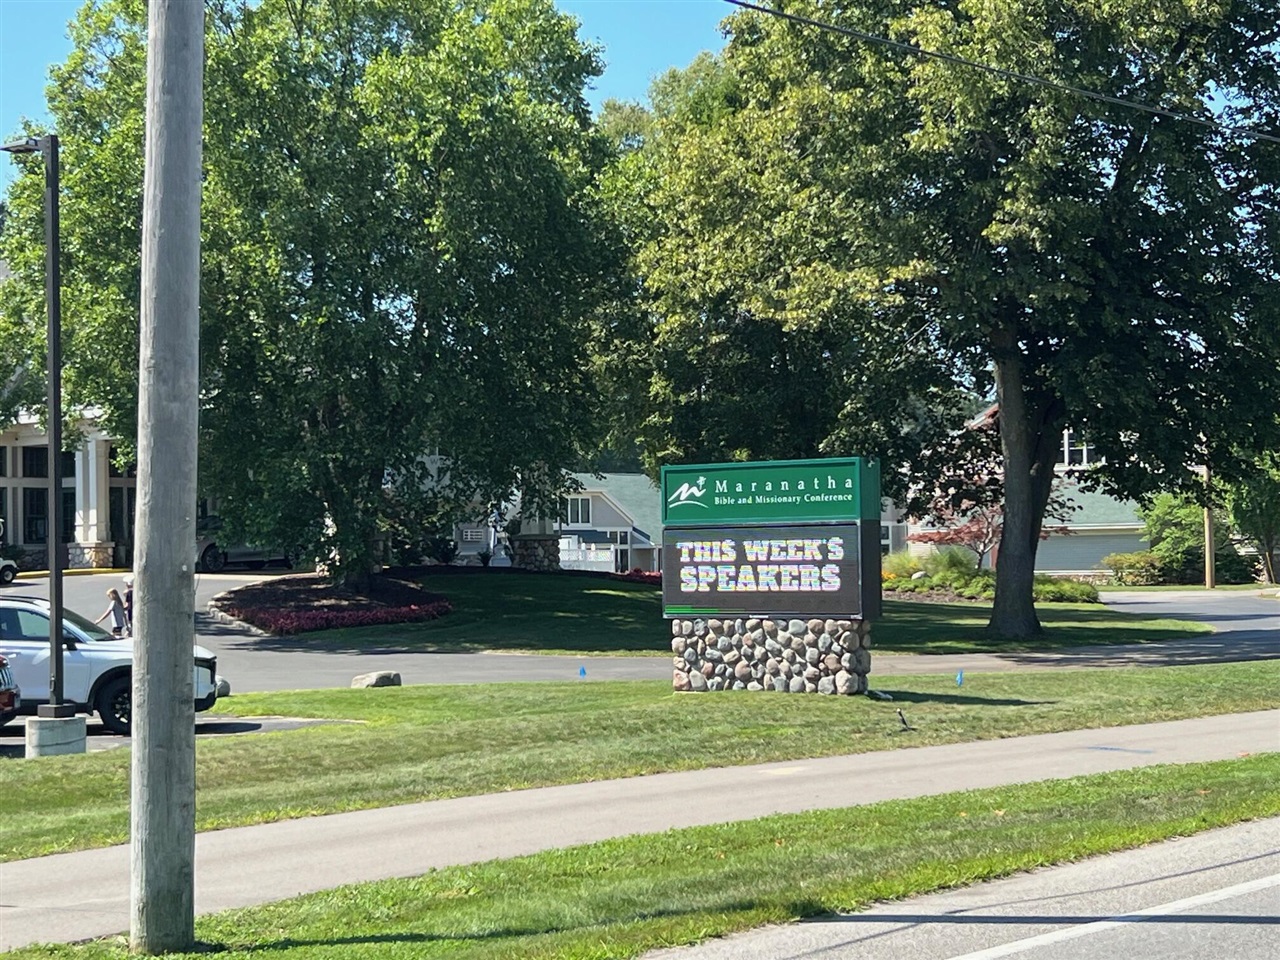 Maranatha
Bible and Missionary Conference
THIS WEEK'S
SPEAKERS